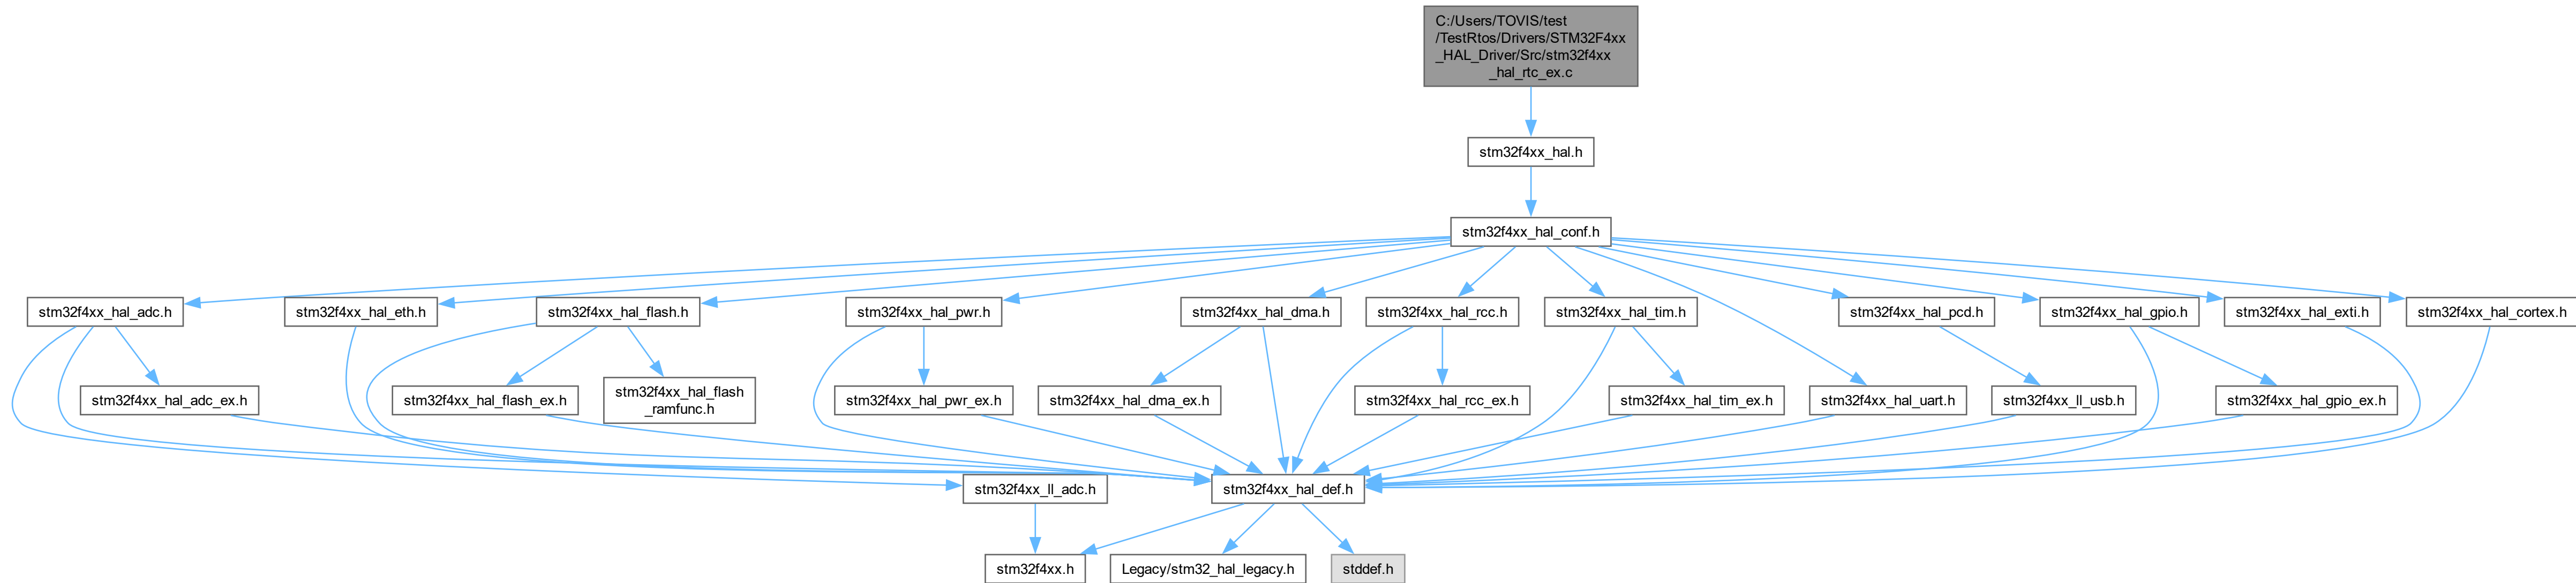 C:/Users/TOVIS/test
/TestRtos/Drivers/STM32F4xx
_HAL_Driver/Src/stm32f4xx
_hal_rtc_ex.c
stm32f4xx_hal.h
stm32f4xx_hal_conf.h
stm32f4xx_hal_adc.h
stm32f4xx_hal_eth.h
stm32f4xx_hal_flash.h
stm32f4xx_hal_pwr.h
stm32f4xx_hal_dma.h
stm32f4xx_hal_rcc.h
stm32f4xx_hal_tim.h
stm32f4xx_hal_pcd.h
stm32f4xx_hal_gpio.h
stm32f4xx_hal_exti.h
stm32f4xx_hal_cortex.h
stm32f4xx_hal_adc_ex.h
stm32f4xx_hal_flash_ex.h
stm32f4xx_hal_flash
_ramfunc.h
stm32f4xx_hal_pwr_ex.h
stm32f4xx_hal_dma_ex.h
stm32f4xx_hal_rcc_ex.h
stm32f4xx_hal_tim_ex.h
stm32f4xx_hal_uart.h
stm32f4xx_ll_usb.h
stm32f4xx_hal_gpio_ex.h
stm32f4xx_ll_adc.h
stm32f4xx_hal_def.h
stm32f4xx.h
Legacy/stm32_hal_legacy.h
stddef.h